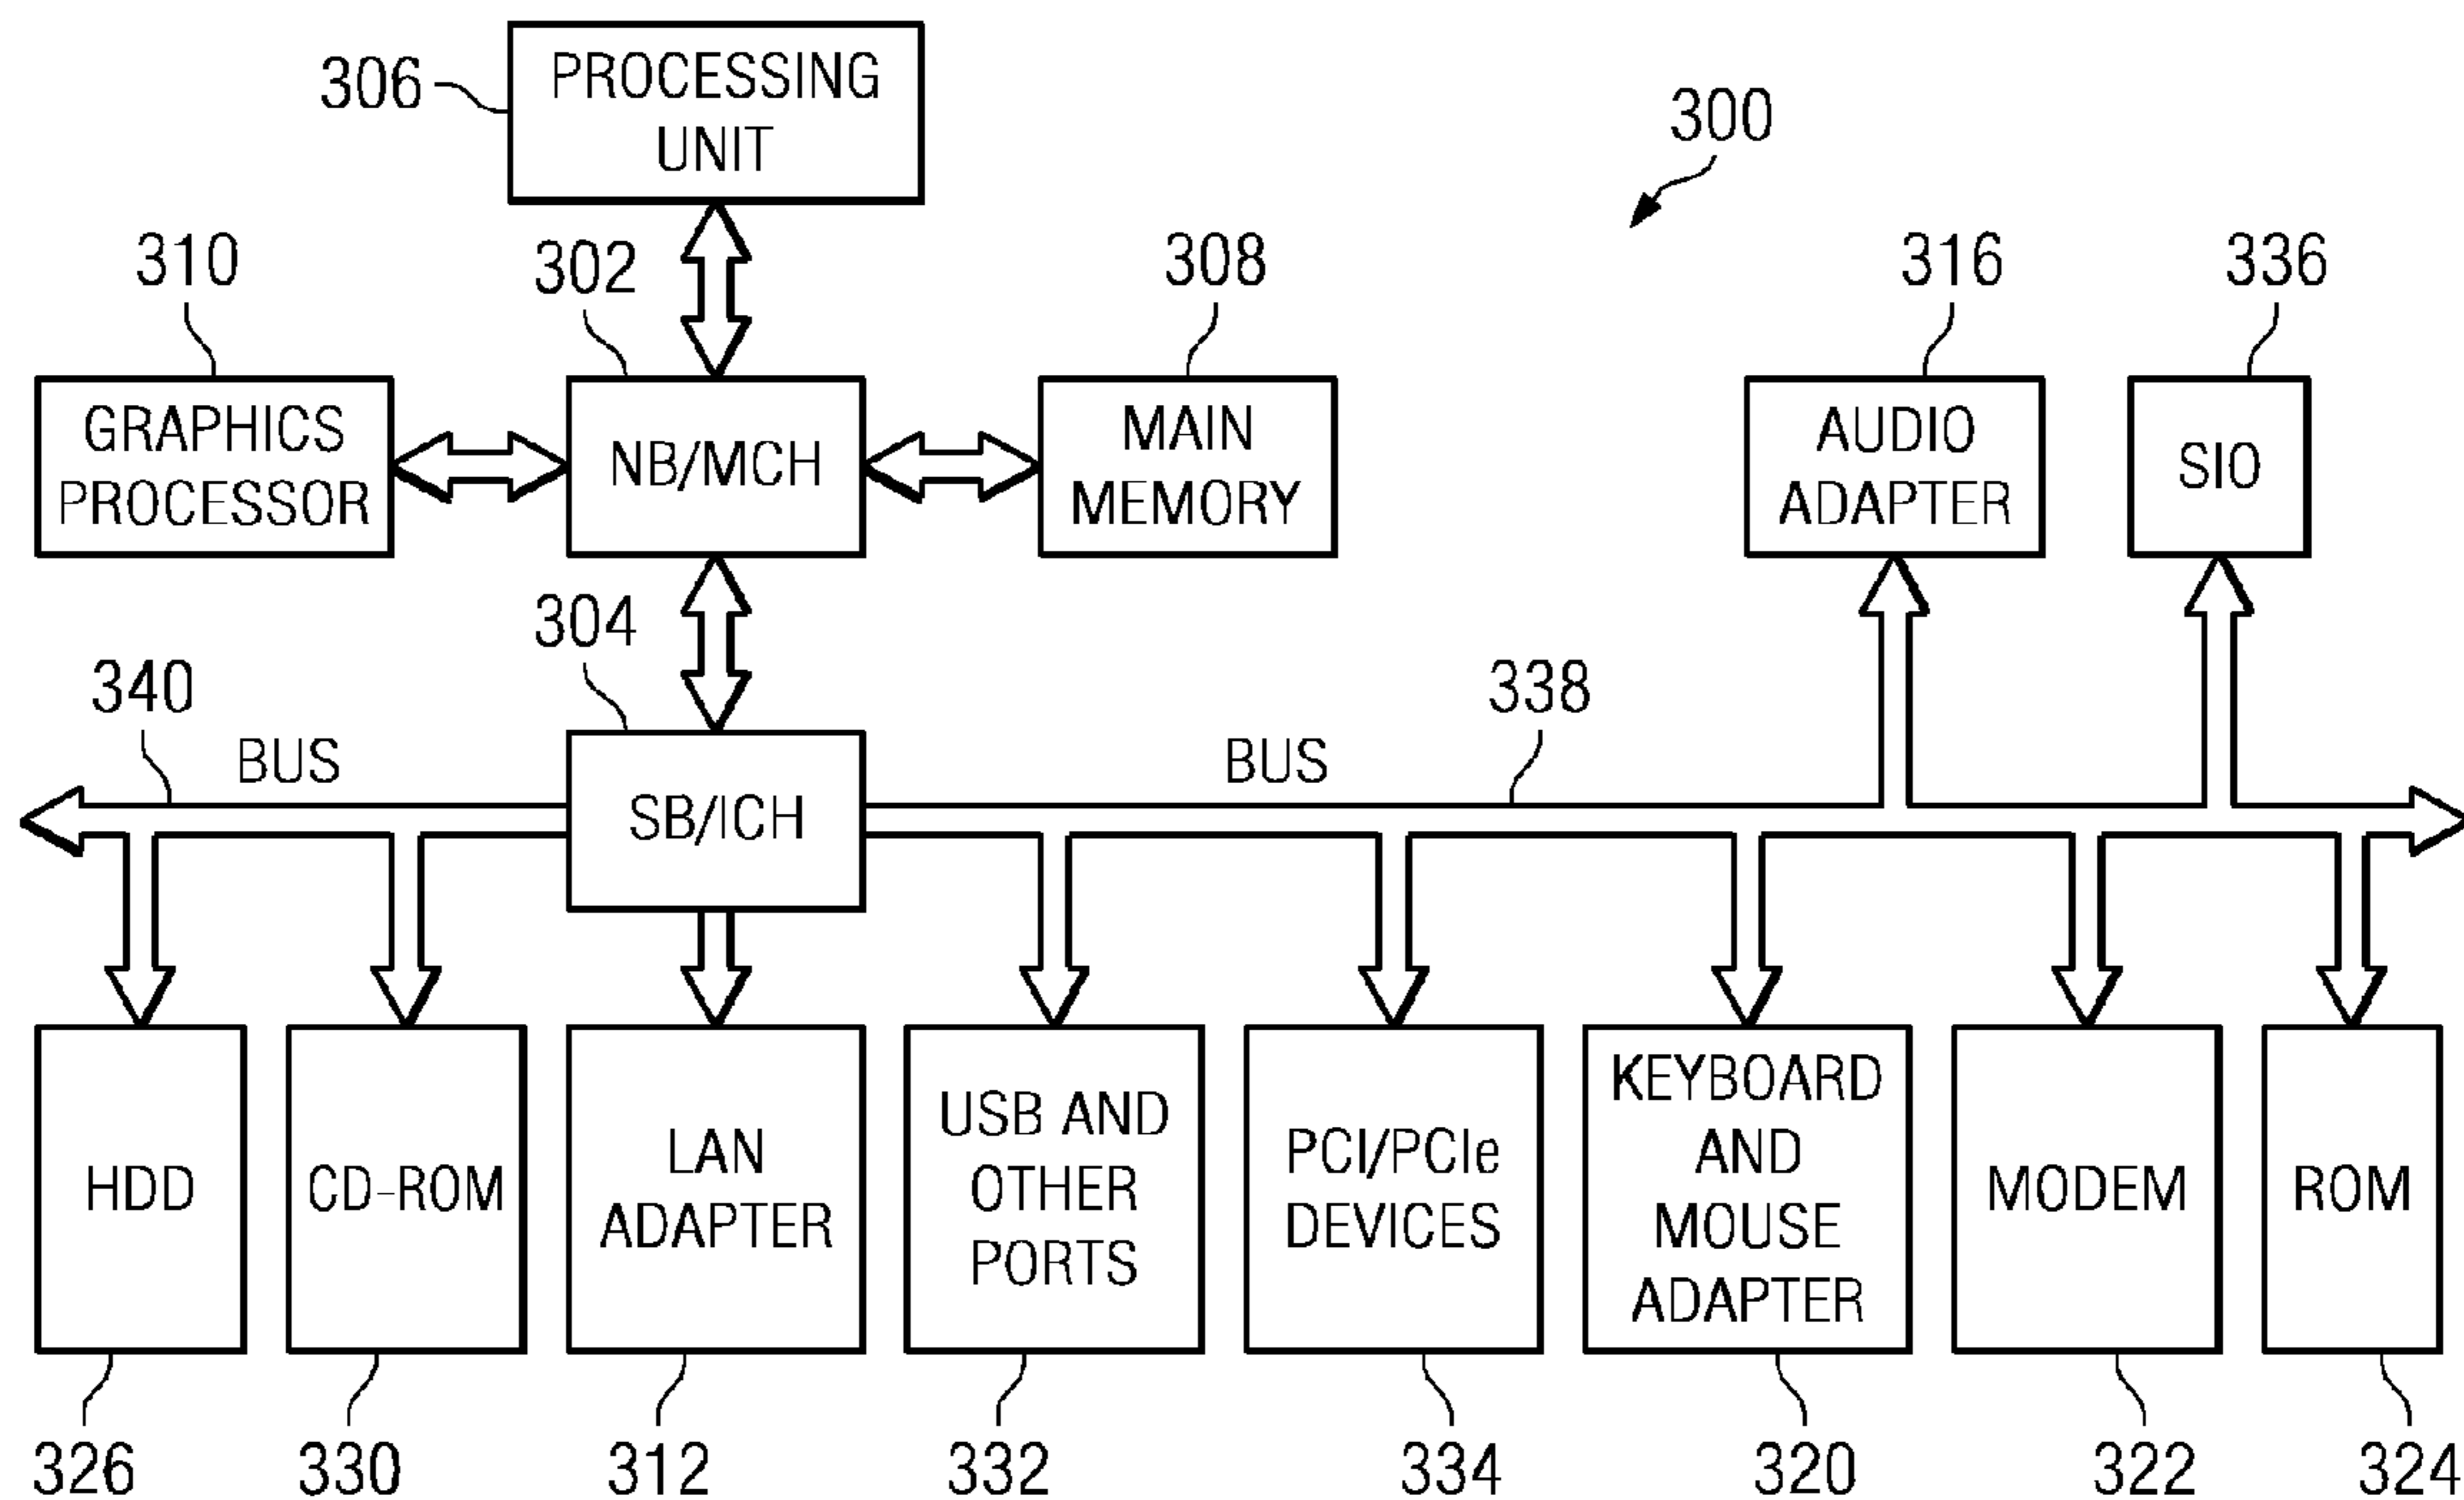 306
PROCESSING
UNIT
300
310
302
308
316
336
GRAPHICS
PROCESSOR
NB/MCH
MAIN
MEMORY
AUDIO
ADAPTER
SIO
304
340
BUS
SB/ICH
BUS
338
HDD
CD-ROM
LAN
ADAPTER
USB AND
OTHER
PORTS
PCI/PCIe
DEVICES
KEYBOARD
AND
MOUSE
ADAPTER
MODEM
ROM
326
330
312
332
334
320
322
324